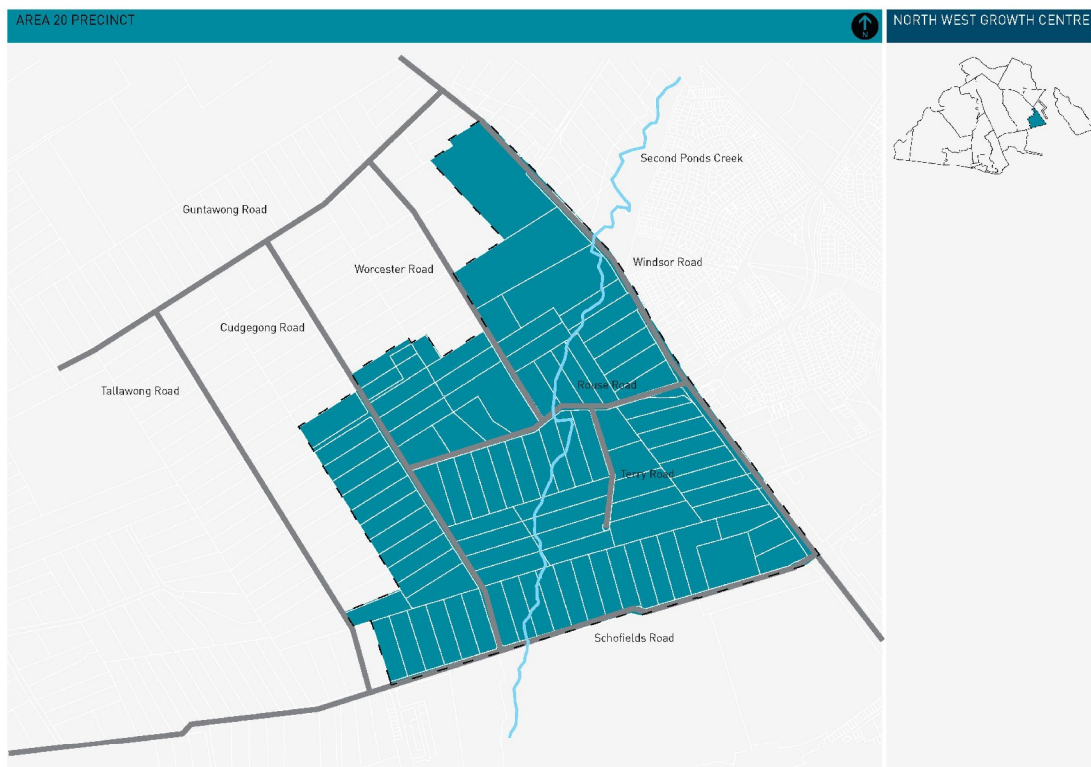 AREA 20 PRECINCT
N
NORTH WEST GROWTH CENTRE
Second Ponds Creek
Guntawong Road
Windsor Road
Worcester Road
Cudgegong Road
Rouse Road
Tallawong Road
Terry Road
Schofields Road